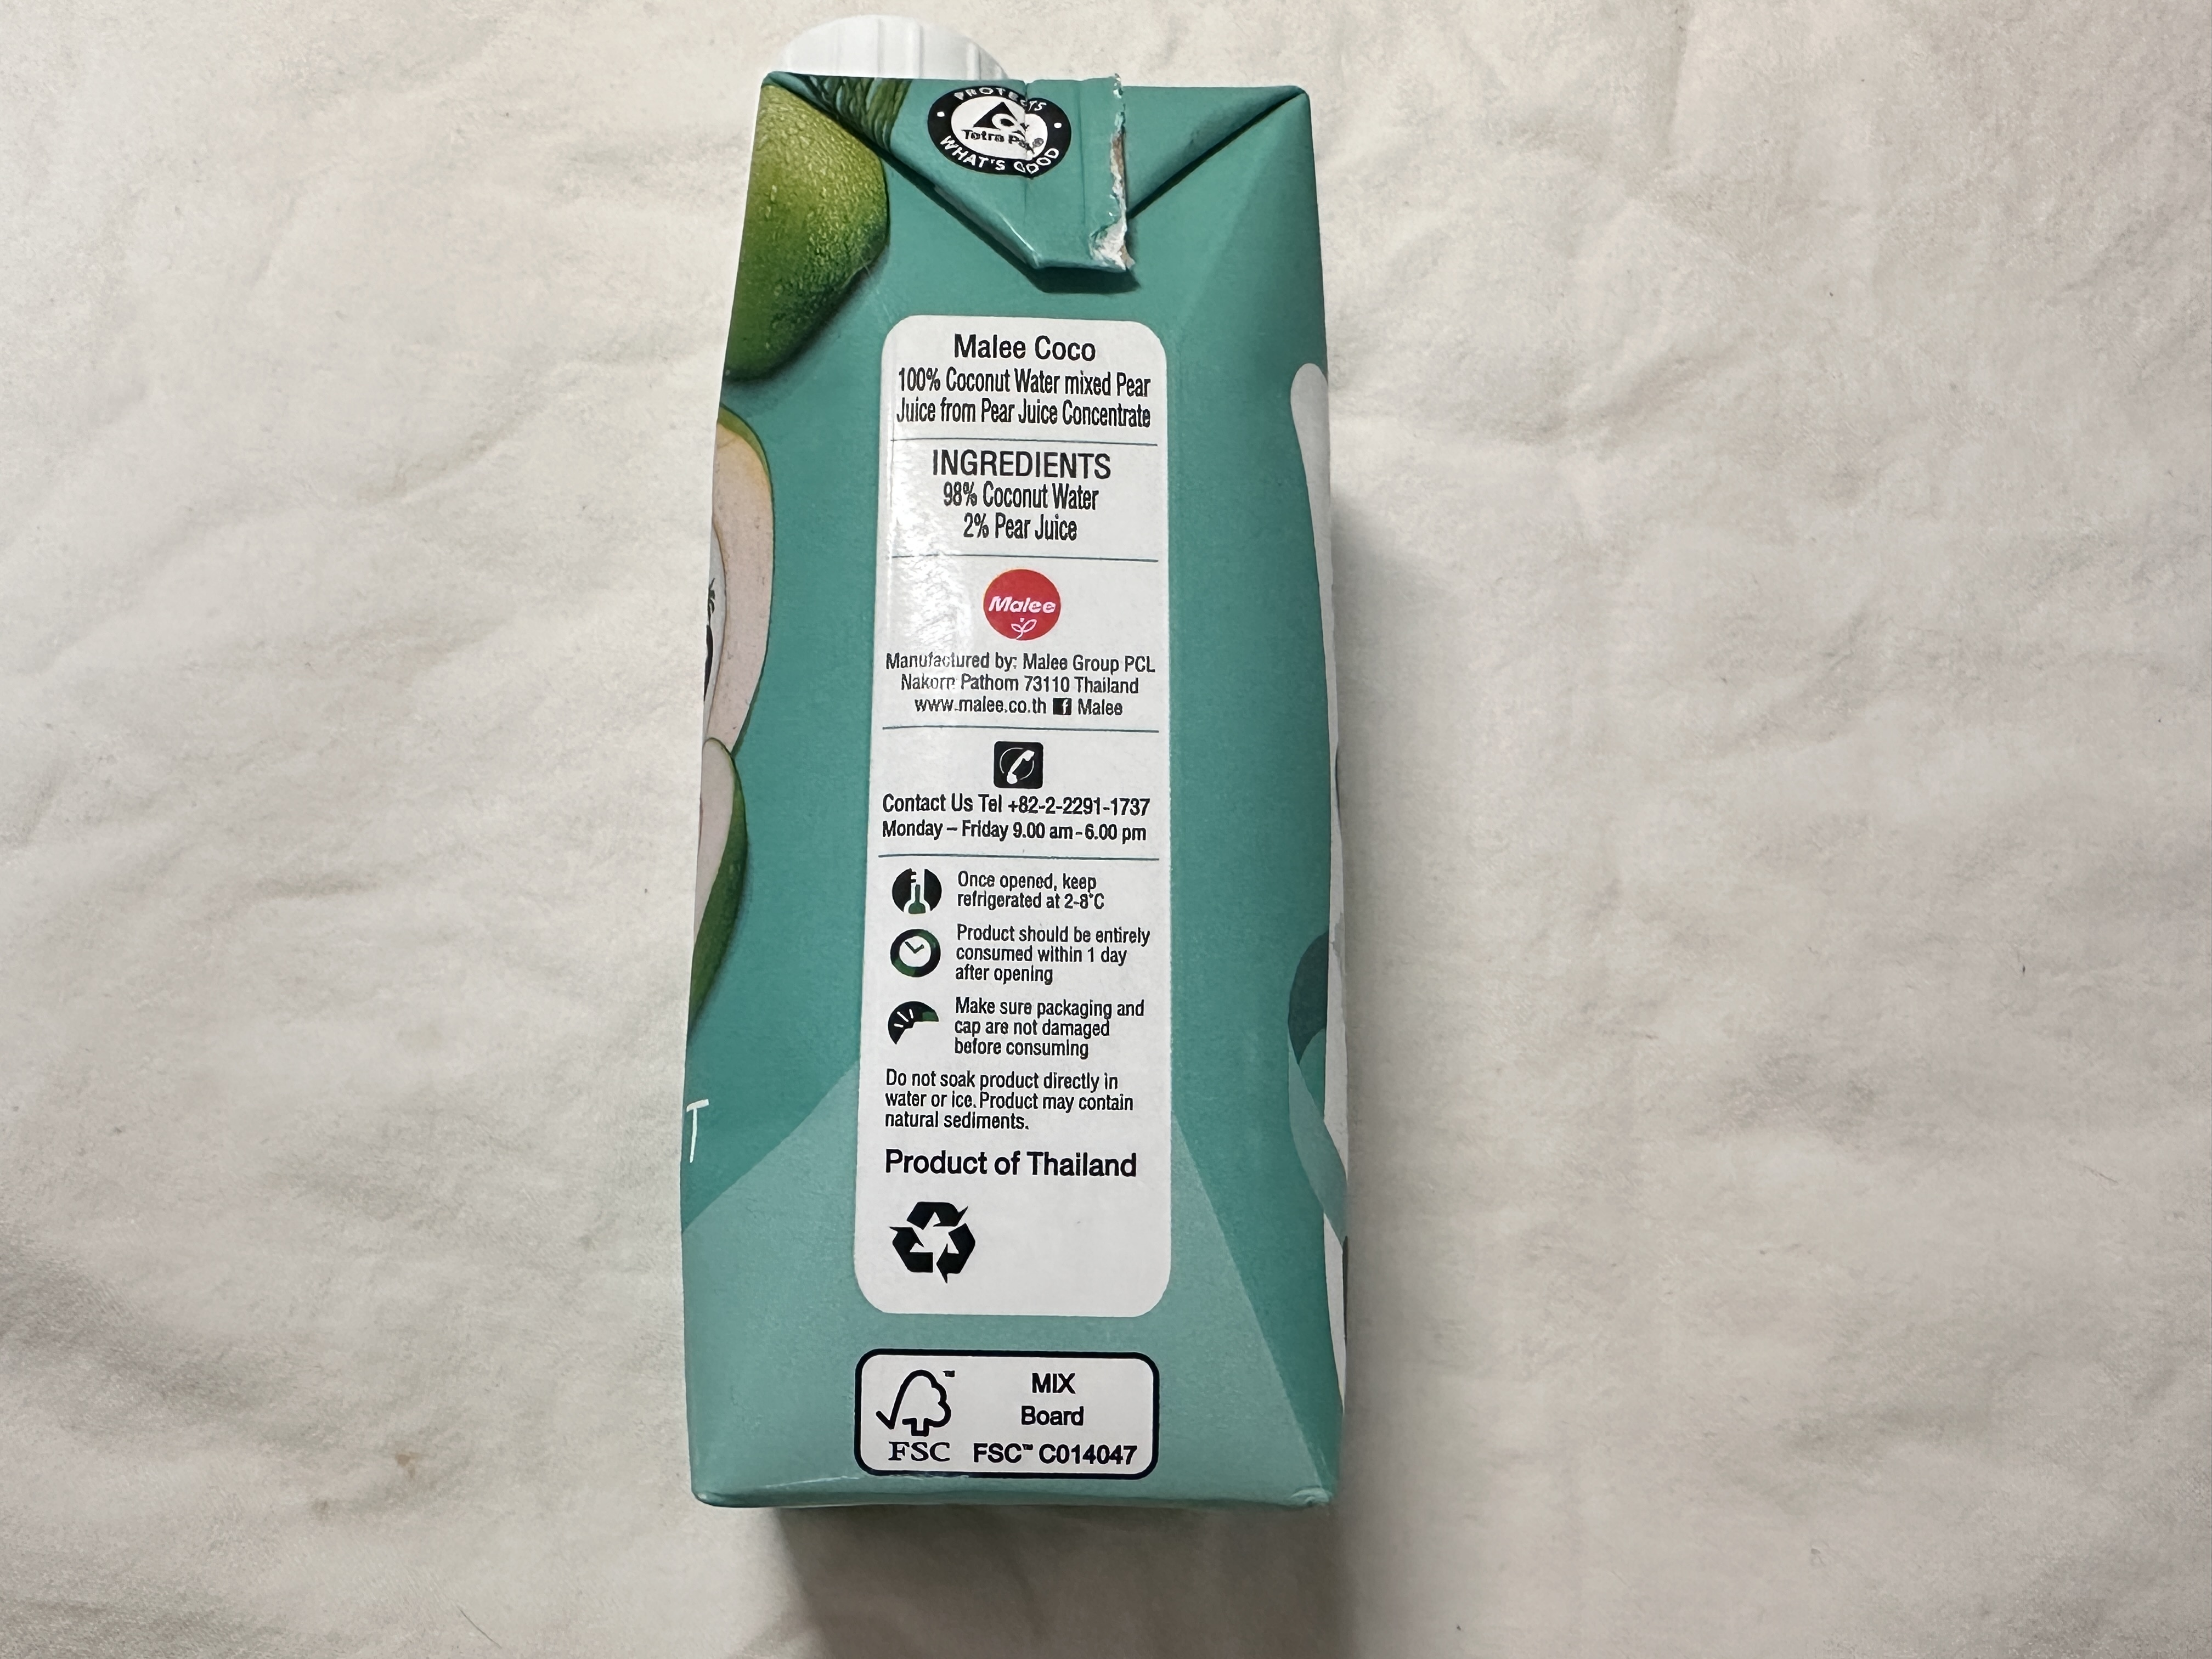 PROTECTS
Tetra Pak®
WHAT'S GOOD
Malee Coco
100% Coconut Water mixed Pear
Juice from Pear Juice Concentrate
INGREDIENTS
98% Coconut Water
2% Pear Juice
Malee
Manufactured by: Malee Group PCL
Nakorn Pathom 73110 Thailand
www.malee.co.th f Malee
Contact Us Tel +82-2-2291-1737
Monday – Friday 9.00 am-6.00 pm
Once opened, keep
refrigerated at 2-8°C
Product should be entirely
consumed within 1 day
after opening
Make sure packaging and
cap are not damaged
before consuming
Do not soak product directly in
water or ice. Product may contain
natural sediments.
T
Product of Thailand
MIX
Board
FSC FSC™ C014047